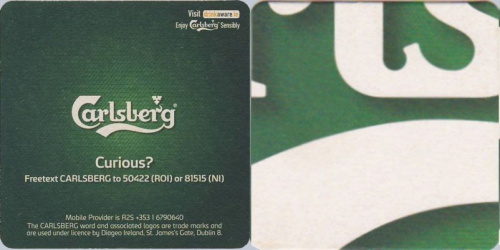 Visit drinkaware.ie
Enjoy Carlsberg Sensibly
Carlsberg
Curious?
Freetext CARLSBERG to 50422 (ROI) or 81515 (NI)
Mobile Provider is R2S +353 1 6790640
The CARLSBERG word and associated logos are trade marks and
are used under licence by Diageo Ireland, St. James's Gate, Dublin 8.